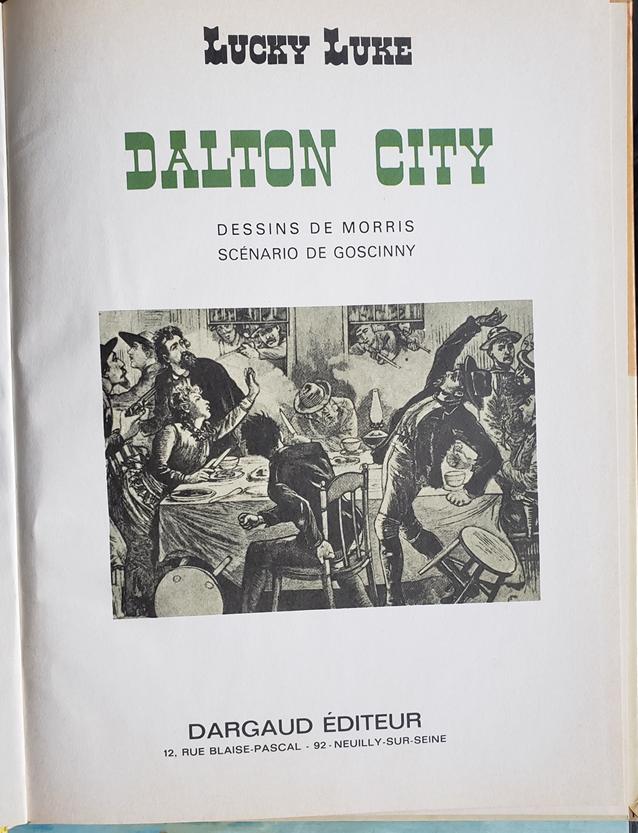 LUCKY LUKE
DALTON CITY
DESSINS DE MORRIS
SCÉNARIO DE GOSCINNY
DARGAUD ÉDITEUR
12, RUE BLAISE-PASCAL - 92 - NEUILLY-SUR-SEINE